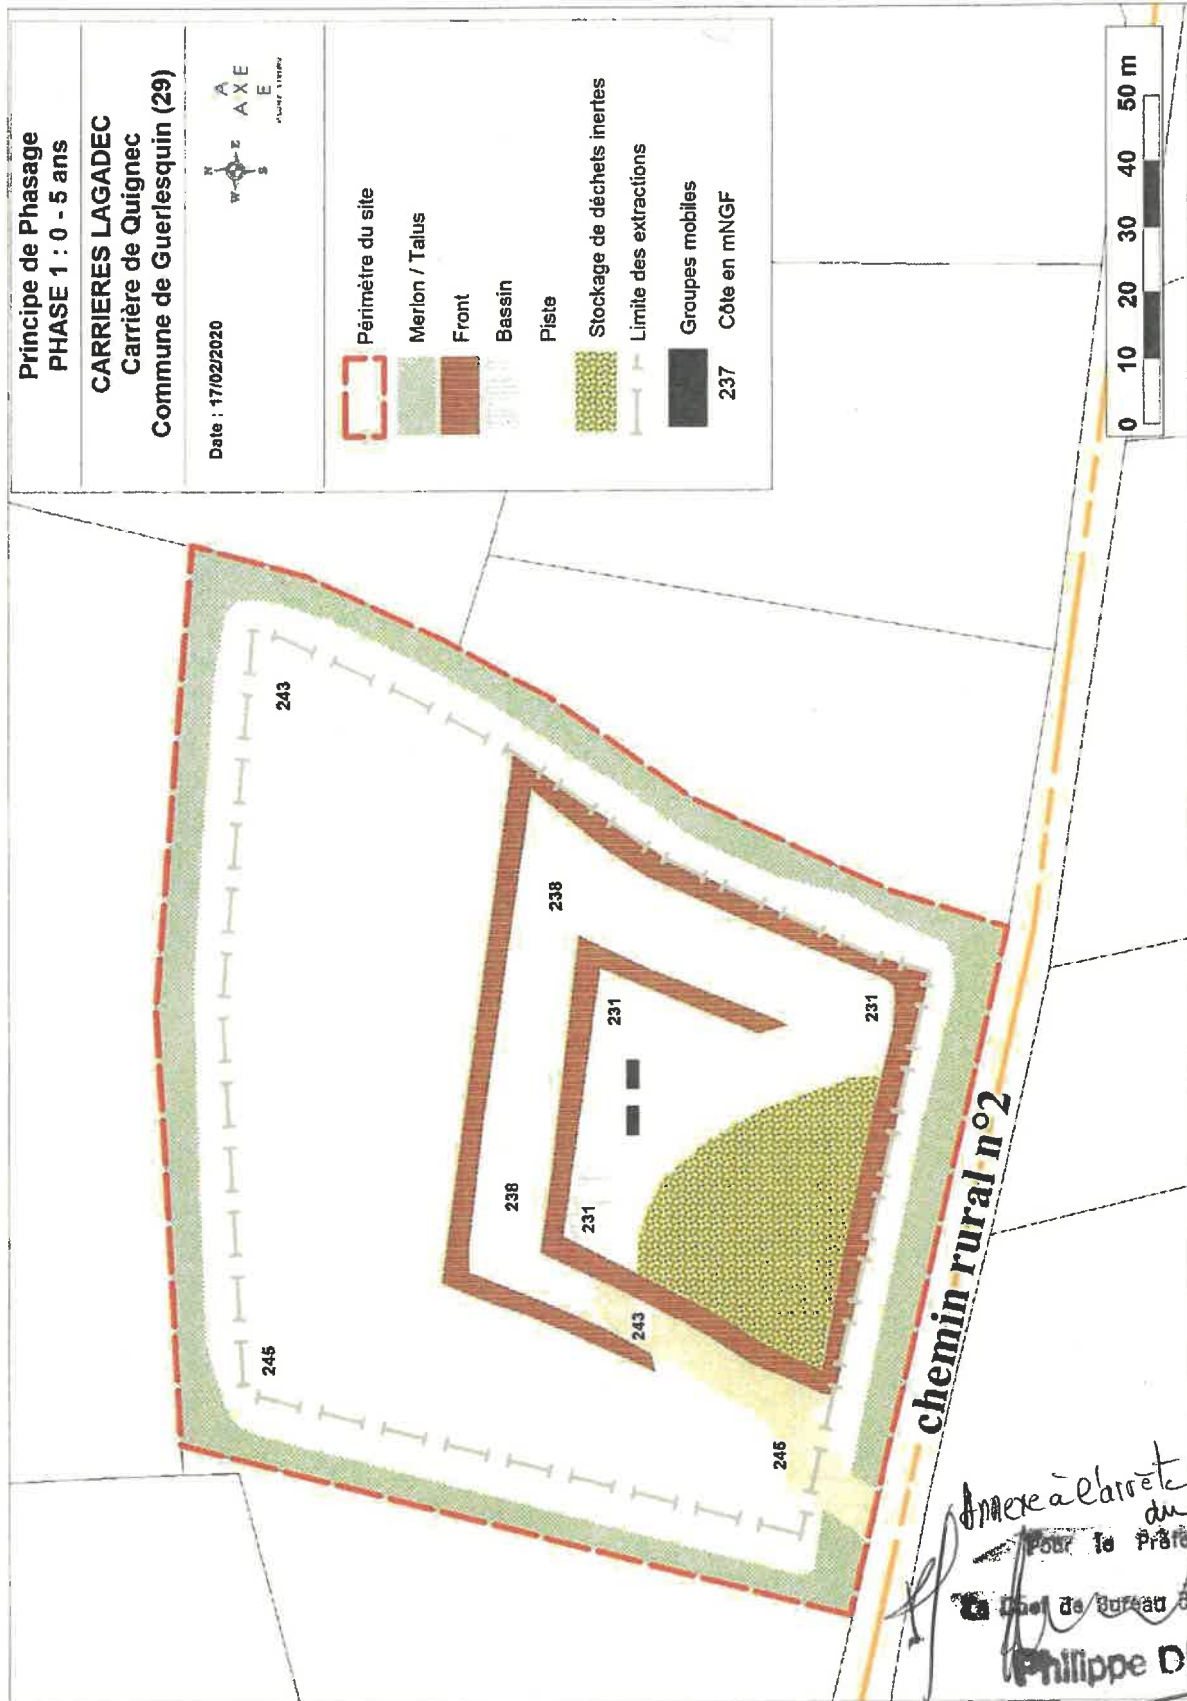 Principe de Phasage
PHASE 1 : 0 - 5 ans
CARRIERES LAGADEC
Carrière de Quignec
Commune de Guerlesquin (29)
Date : 17/02/2020
N
W E
S
A
AXE
E
Périmètre du site
Merlon / Talus
Front
Bassin
Piste
Stockage de déchets inertes
Limite des extractions
Groupes mobiles
237 Côte en mNGF
0 10 20 30 40 50 m
243
245
238
238
231
231
231
243
245
chemin rural n°2
Annexe à l'arrêté
du
Pour le Préfe
de Bureau
Philippe D